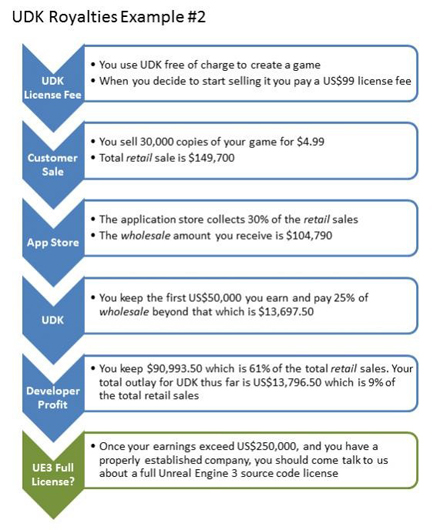 UDK Royalties Example #2
UDK
License Fee
• You use UDK free of charge to create a game
• When you decide to start selling it you pay a US$99 license fee
Customer
Sale
• You sell 30,000 copies of your game for $4.99
• Total retail sale is $149,700
App Store
• The application store collects 30% of the retail sales
• The wholesale amount you receive is $104,790
UDK
• You keep the first US$50,000 you earn and pay 25% of
wholesale beyond that which is $13,697.50
Developer
Profit
• You keep $90,993.50 which is 61% of the total retail sales. Your
total outlay for UDK thus far is US$13,796.50 which is 9% of
the total retail sales
UE3 Full
License?
• Once your earnings exceed US$250,000, and you have a
properly established company, you should come talk to us
about a full Unreal Engine 3 source code license